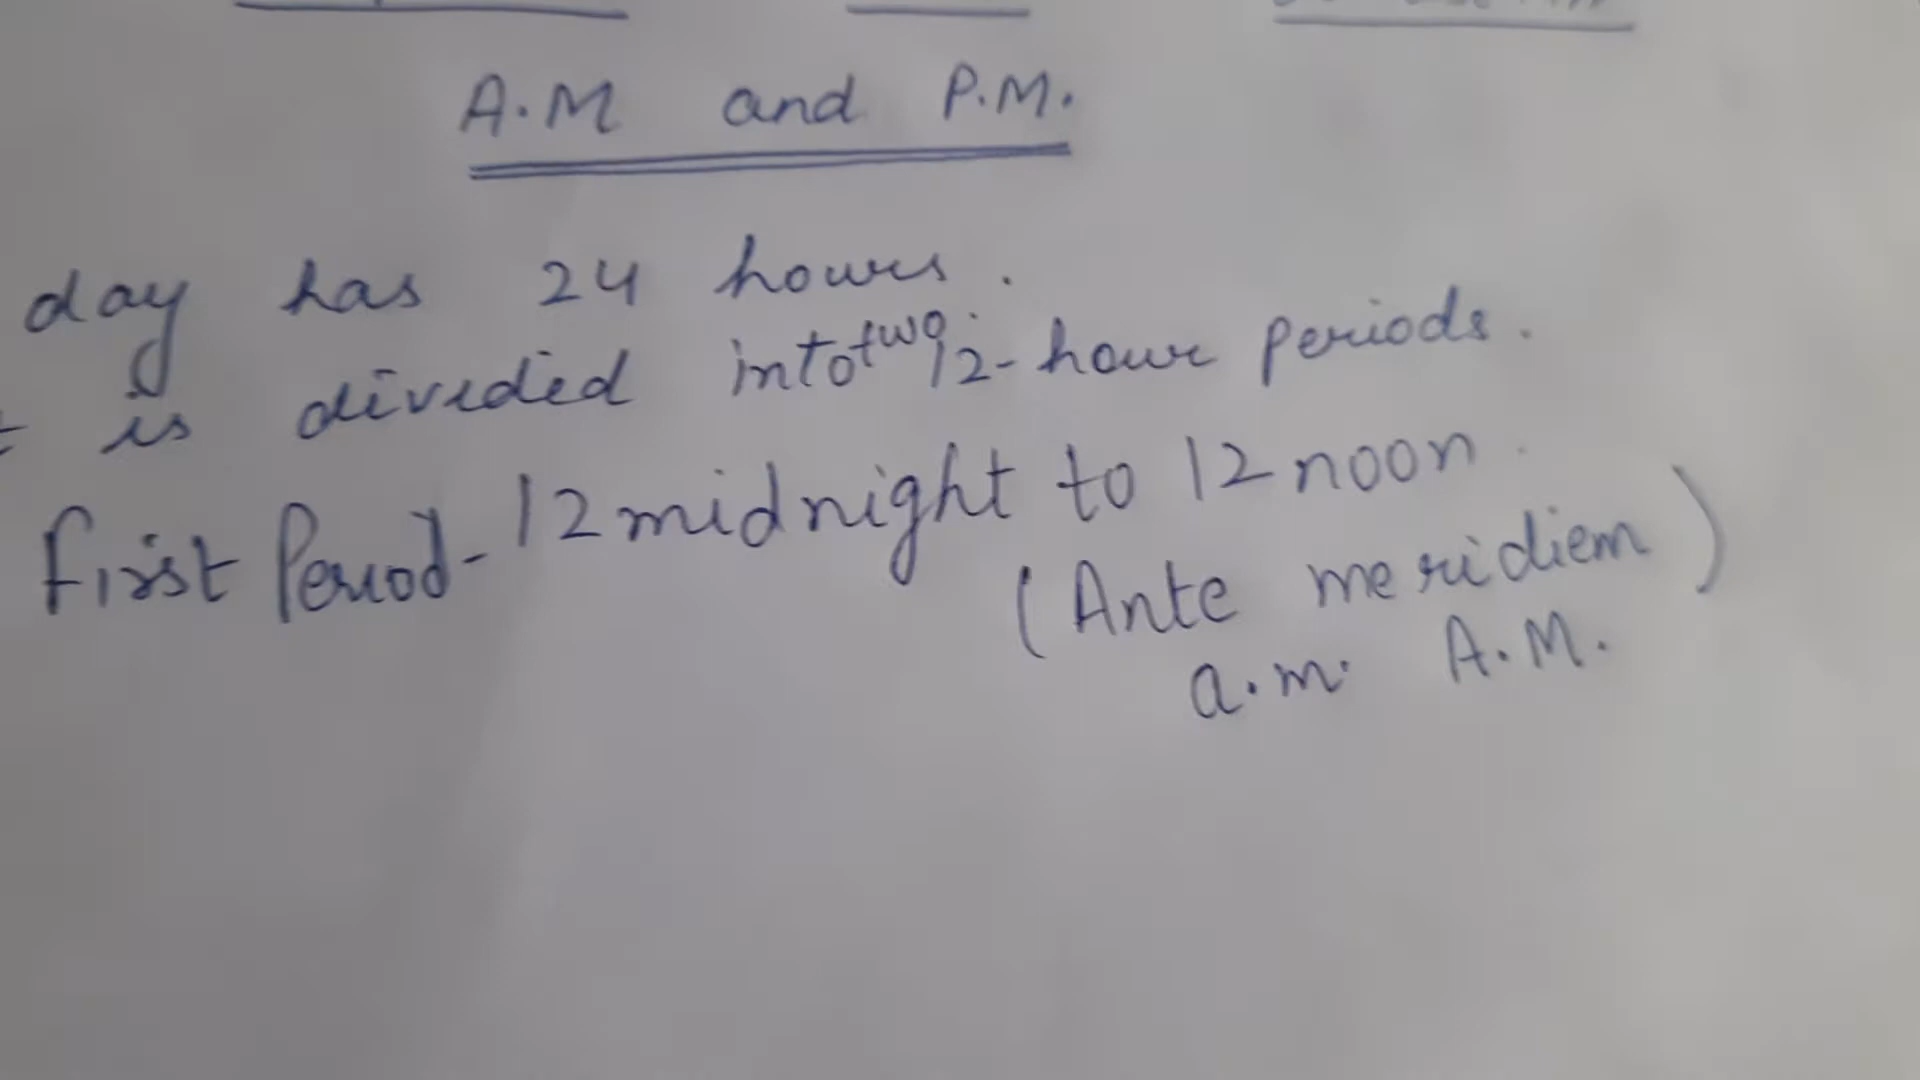 A.M and P.M.
day has 24 hours.
is divided into two 12-hour periods.
First Period - 12 midnight to 12 noon.
(Ante meridiem)
a.m. A.M.